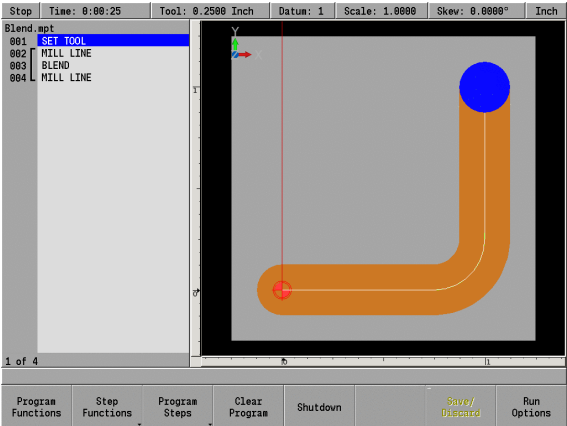 Stop Time: 0:00:25 Tool: 0.2500 Inch Datum: 1 Scale: 1.0000 Skew: 0.0000° Inch
Blend.mpt
001 SET TOOL
002 MILL LINE
003 BLEND
004 MILL LINE
Y
X
1
0
1 of 4
0 1
Program Functions
Step Functions
Program Steps
Clear Program
Shutdown
Save/ Discard
Run Options